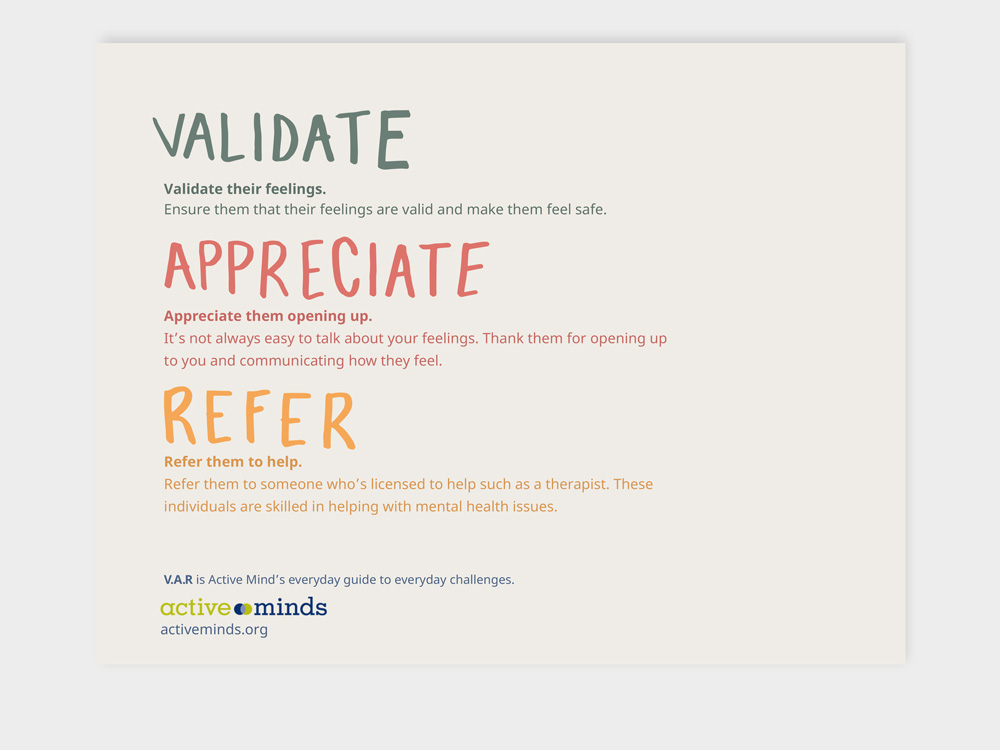 VALIDATE
Validate their feelings.
Ensure them that their feelings are valid and make them feel safe.
APPRECIATE
Appreciate them opening up.
It’s not always easy to talk about your feelings. Thank them for opening up
to you and communicating how they feel.
REFER
Refer them to help.
Refer them to someone who’s licensed to help such as a therapist. These
individuals are skilled in helping with mental health issues.
V.A.R is Active Mind’s everyday guide to everyday challenges.
active minds
activeminds.org